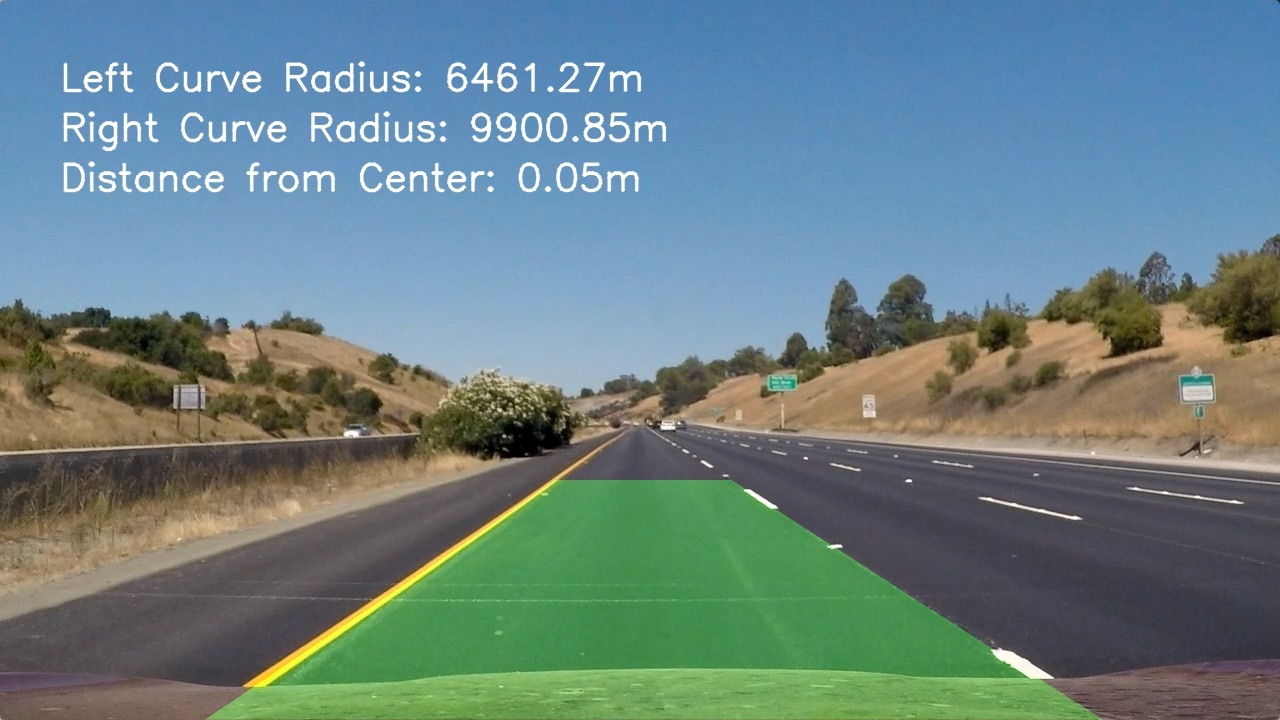 Left Curve Radius: 6461.27m
Right Curve Radius: 9900.85m
Distance from Center: 0.05m